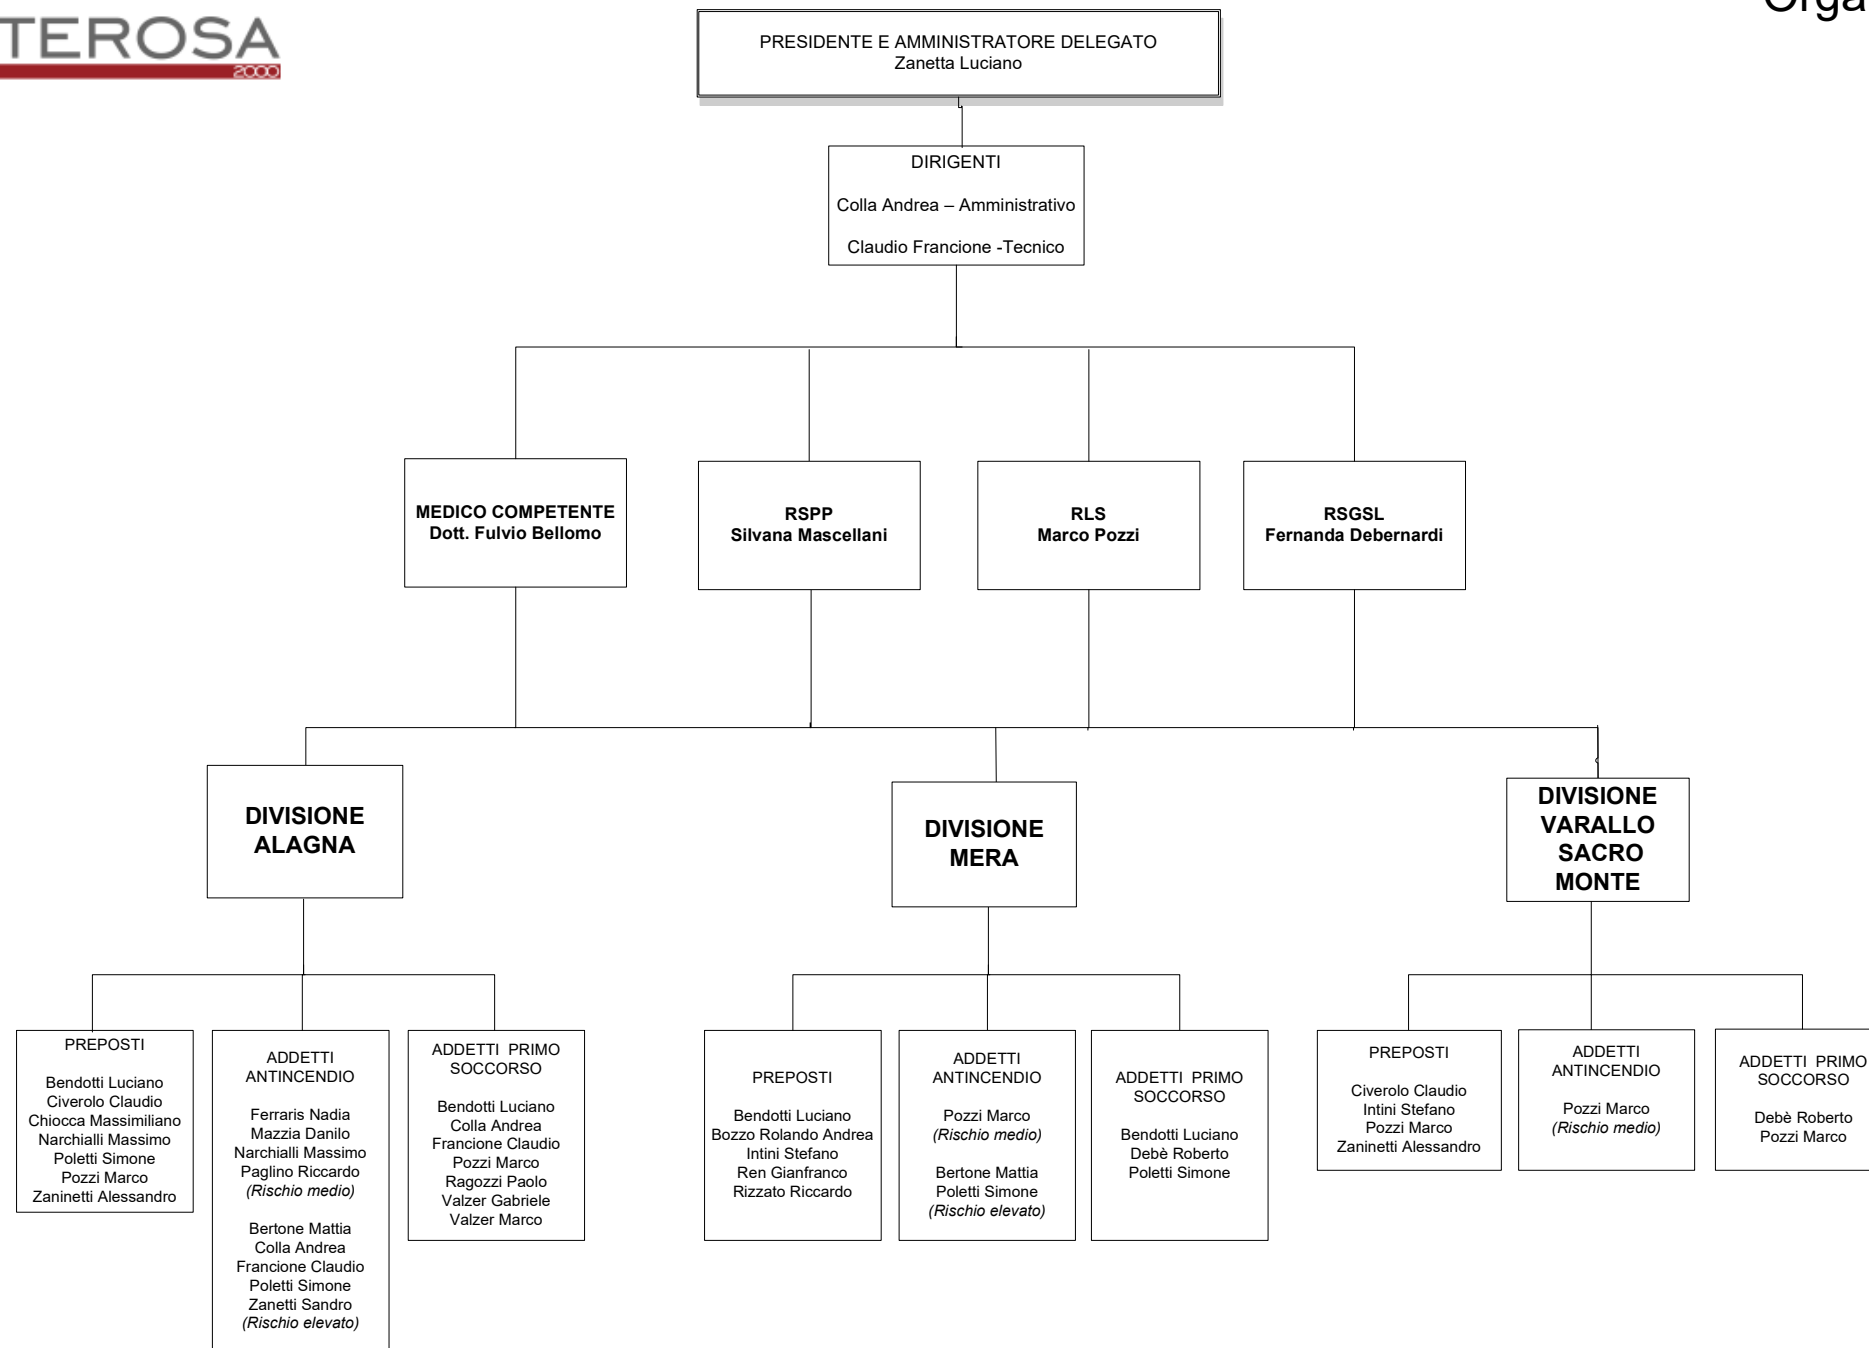 TEROSA
2000
Orga
PRESIDENTE E AMMINISTRATORE DELEGATO
Zanetta Luciano
DIRIGENTI
Colla Andrea – Amministrativo
Claudio Francione -Tecnico
MEDICO COMPETENTE
Dott. Fulvio Bellomo
RSPP
Silvana Mascellani
RLS
Marco Pozzi
RSGSL
Fernanda Debernardi
DIVISIONE
ALAGNA
DIVISIONE
MERA
DIVISIONE
VARALLO
SACRO
MONTE
PREPOSTI
Bendotti Luciano
Civerolo Claudio
Chiocca Massimiliano
Narchialli Massimo
Poletti Simone
Pozzi Marco
Zaninetti Alessandro
ADDETTI
ANTINCENDIO
Ferraris Nadia
Mazzia Danilo
Narchialli Massimo
Paglino Riccardo
(Rischio medio)
Bertone Mattia
Colla Andrea
Francione Claudio
Poletti Simone
Zanetti Sandro
(Rischio elevato)
ADDETTI PRIMO
SOCCORSO
Bendotti Luciano
Colla Andrea
Francione Claudio
Pozzi Marco
Ragozzi Paolo
Valzer Gabriele
Valzer Marco
PREPOSTI
Bendotti Luciano
Bozzo Rolando Andrea
Intini Stefano
Ren Gianfranco
Rizzato Riccardo
ADDETTI
ANTINCENDIO
Pozzi Marco
(Rischio medio)
Bertone Mattia
Poletti Simone
(Rischio elevato)
ADDETTI PRIMO
SOCCORSO
Bendotti Luciano
Debè Roberto
Poletti Simone
PREPOSTI
Civerolo Claudio
Intini Stefano
Pozzi Marco
Zaninetti Alessandro
ADDETTI
ANTINCENDIO
Pozzi Marco
(Rischio medio)
ADDETTI PRIMO
SOCCORSO
Debè Roberto
Pozzi Marco